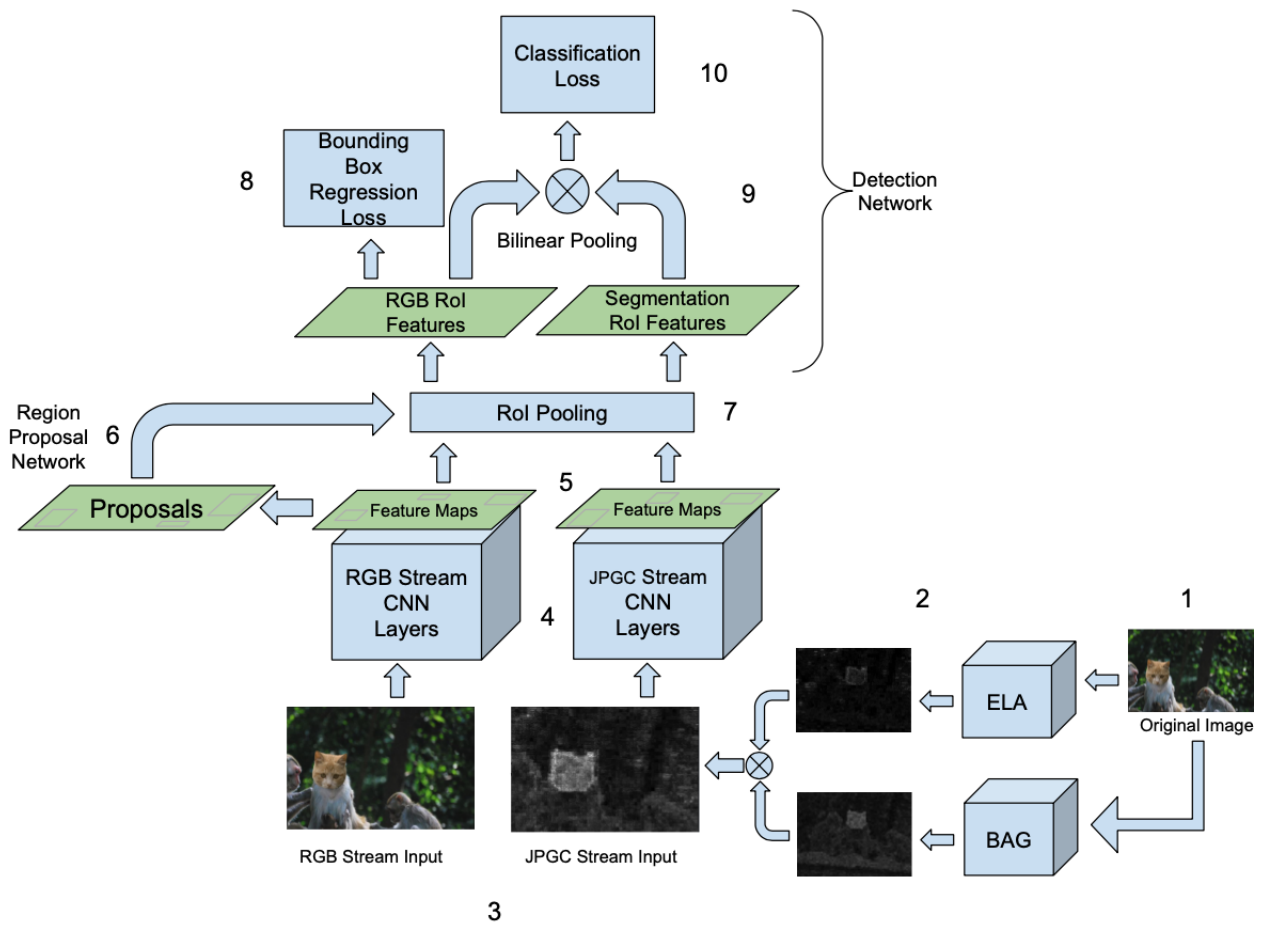 Classification
Loss
10
Bounding
Box
Regression
Loss
8
9
Detection
Network
Bilinear Pooling
RGB RoI
Features
Segmentation
RoI Features
Region
Proposal
Network
6
RoI Pooling
7
Proposals
Feature Maps
5
Feature Maps
RGB Stream
CNN
Layers
4
JPGC Stream
CNN
Layers
2
1
ELA
Original Image
BAG
RGB Stream Input
JPGC Stream Input
3